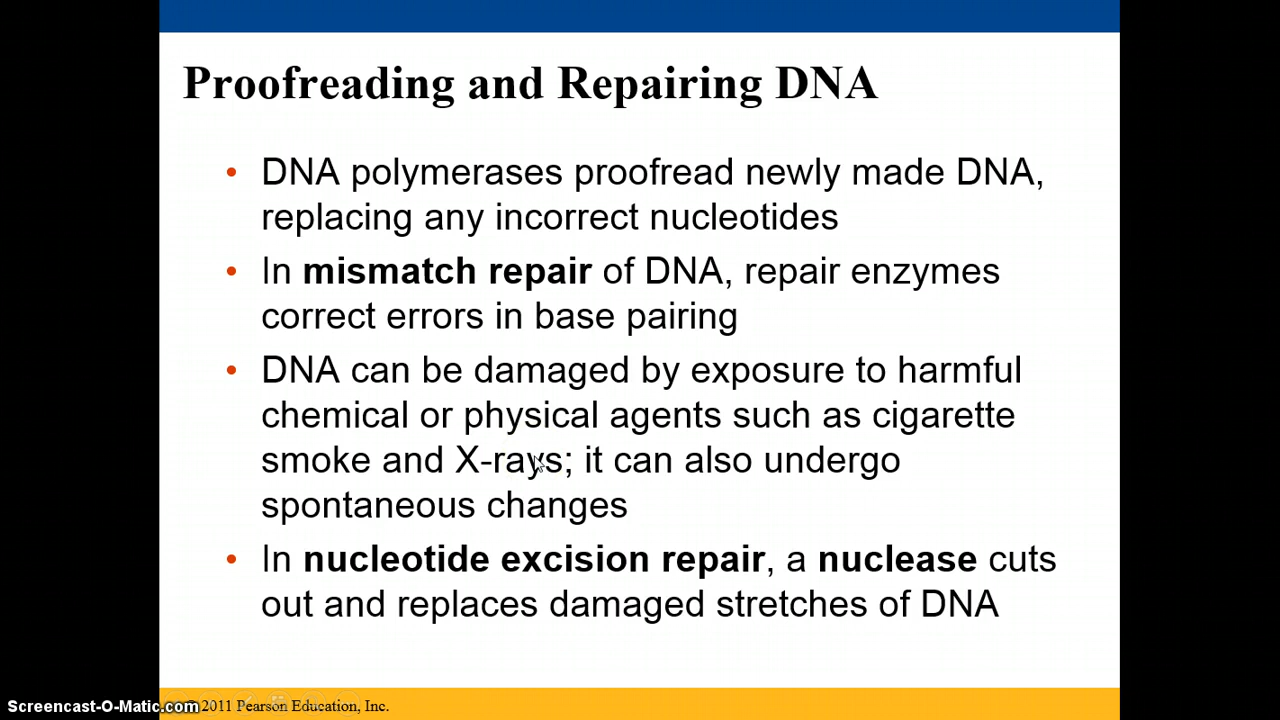 Proofreading and Repairing DNA
• DNA polymerases proofread newly made DNA,
replacing any incorrect nucleotides
• In mismatch repair of DNA, repair enzymes
correct errors in base pairing
• DNA can be damaged by exposure to harmful
chemical or physical agents such as cigarette
smoke and X-rays; it can also undergo
spontaneous changes
• In nucleotide excision repair, a nuclease cuts
out and replaces damaged stretches of DNA
Screencast-O-Matic.com
© 2011 Pearson Education, Inc.